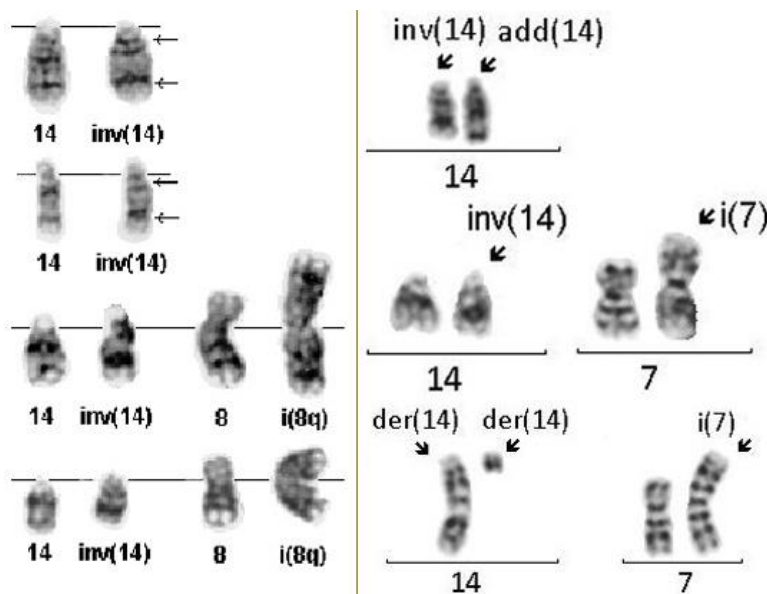 14 inv(14)
14 inv(14)
14 inv(14) 8 i(8q)
14 inv(14) 8 i(8q)
inv(14) add(14)
14
inv(14) i(7)
14 7
der(14) der(14) i(7)
14 7